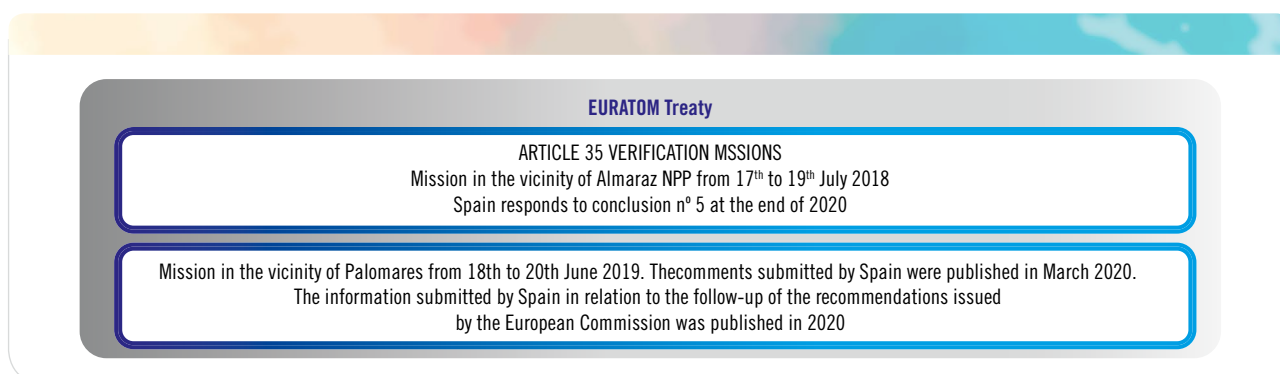 EURATOM Treaty
ARTICLE 35 VERIFICATION MSSIONS
Mission in the vicinity of Almaraz NPP from 17th to 19th July 2018
Spain responds to conclusion nº 5 at the end of 2020
Mission in the vicinity of Palomares from 18th to 20th June 2019. Thecomments submitted by Spain were published in March 2020.
The information submitted by Spain in relation to the follow-up of the recommendations issued
by the European Commission was published in 2020